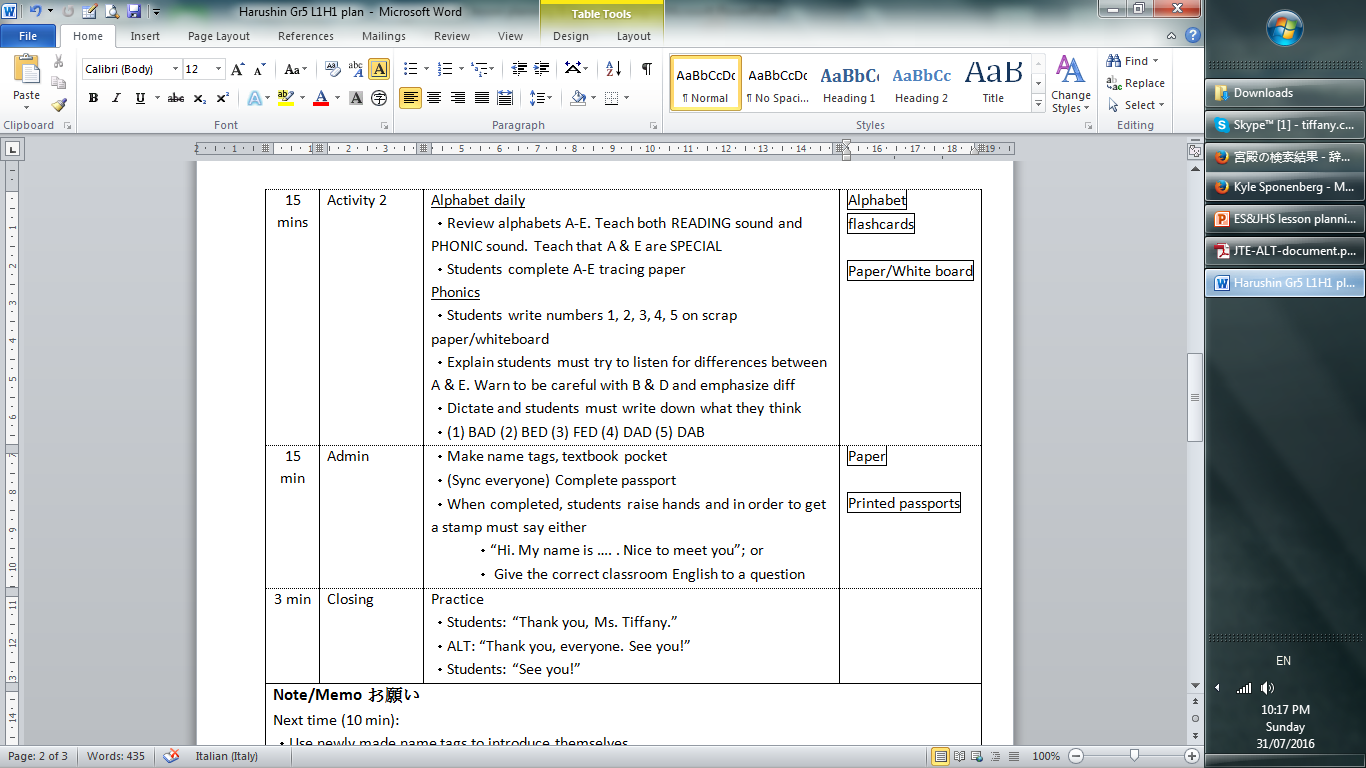 Harushin Gr5 L1H1 plan - Microsoft Word
Table Tools
File
Home
Insert
Page Layout
References
Mailings
Review
View
Design
Layout
Paste
Clipboard
Calibri (Body)
12
Font
Paragraph
AaBbCcDc
¶ Normal
AaBbCcDc
¶ No Spaci...
AaBbCc
Heading 1
AaBbCc
Heading 2
AaB
Title
Change
Styles
Styles
Find
Replace
Select
Editing
15
mins
Activity 2
Alphabet daily
・Review alphabets A-E. Teach both READING sound and
PHONIC sound. Teach that A & E are SPECIAL
・Students complete A-E tracing paper
Phonics
・Students write numbers 1, 2, 3, 4, 5 on scrap
paper/whiteboard
・Explain students must try to listen for differences between
A & E. Warn to be careful with B & D and emphasize diff
・Dictate and students must write down what they think
・(1) BAD (2) BED (3) FED (4) DAD (5) DAB
Alphabet
flashcards
Paper/White board
15
min
Admin
・Make name tags, textbook pocket
・(Sync everyone) Complete passport
・When completed, students raise hands and in order to get
a stamp must say either
・“Hi. My name is .... . Nice to meet you”; or
・ Give the correct classroom English to a question
Paper
Printed passports
3 min
Closing
Practice
・Students: “Thank you, Ms. Tiffany.”
・ALT: “Thank you, everyone. See you!”
・Students: “See you!”
Note/Memo お願い
Next time (10 min):
・Use newly made name tags to introduce themselves
Page: 2 of 3
Words: 435
Italian (Italy)
100%
Downloads
Skype™ [1] - tiffany.c...
宮殿の検索結果 - 辞...
Kyle Sponenberg - M...
ES&JHS lesson planni...
JTE-ALT-document.p...
Harushin Gr5 L1H1 pl...
EN
10:17 PM
Sunday
31/07/2016